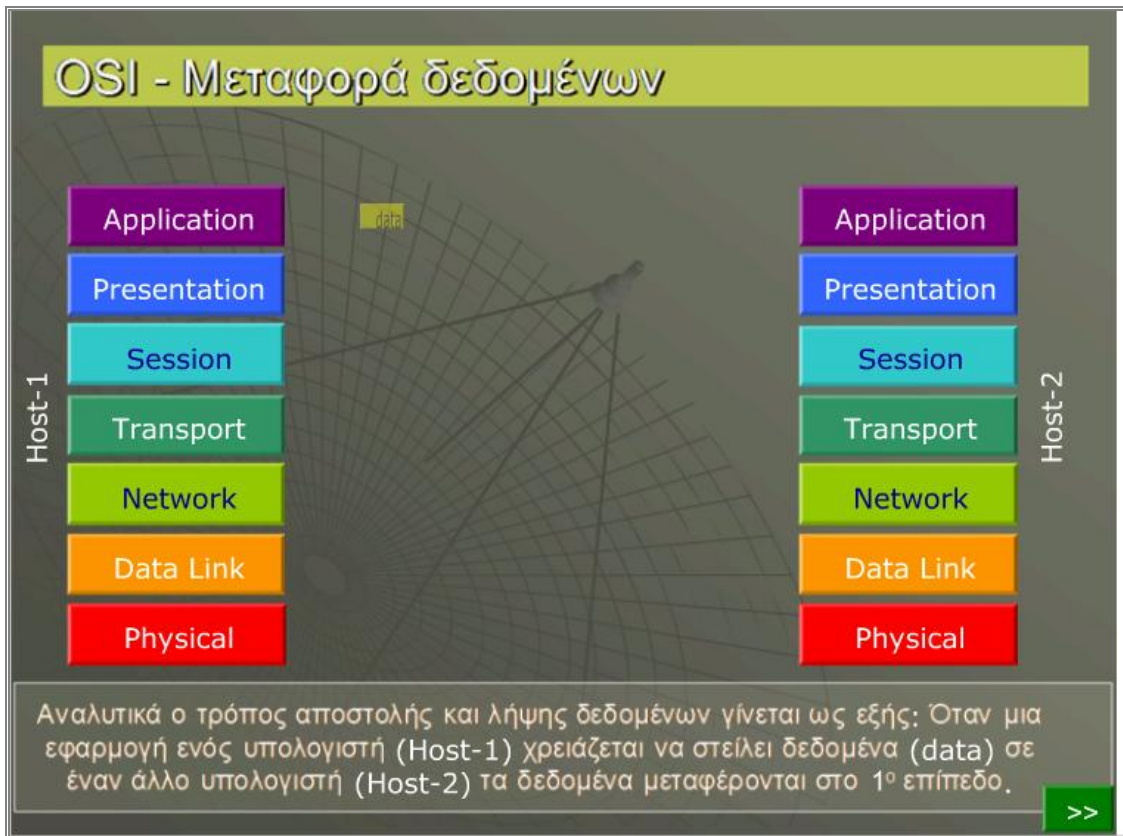 OSI - Μεταφορά δεδομένων
Application
data
Application
Presentation
Presentation
Session
Session
Host-1
Host-2
Transport
Transport
Network
Network
Data Link
Data Link
Physical
Physical
Αναλυτικά ο τρόπος αποστολής και λήψης δεδομένων γίνεται ως εξής: Όταν μια
εφαρμογή ενός υπολογιστή (Host-1) χρειάζεται να στείλει δεδομένα (data) σε
έναν άλλο υπολογιστή (Host-2) τα δεδομένα μεταφέρονται στο 1º επίπεδο.
>>